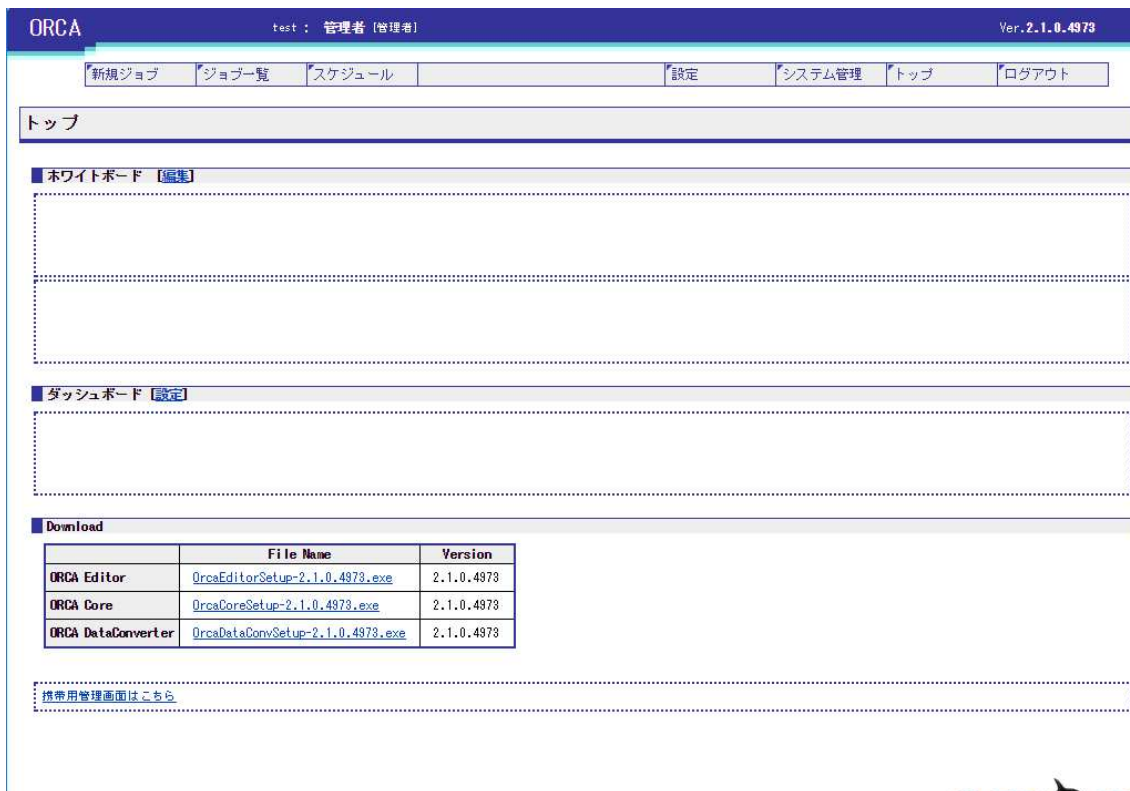 ORCA test : 管理者 [管理者] Ver.2.1.0.4973
新規ジョブ ジョブ一覧 スケジュール 設定 システム管理 トップ ログアウト
トップ
ホワイトボード [編集]
ダッシュボード [設定]
Download
File Name Version
ORCA Editor OrcaEditorSetup-2.1.0.4973.exe 2.1.0.4973
ORCA Core OrcaCoreSetup-2.1.0.4973.exe 2.1.0.4973
ORCA DataConverter OrcaDataConvSetup-2.1.0.4973.exe 2.1.0.4973
携帯用管理画面はこちら